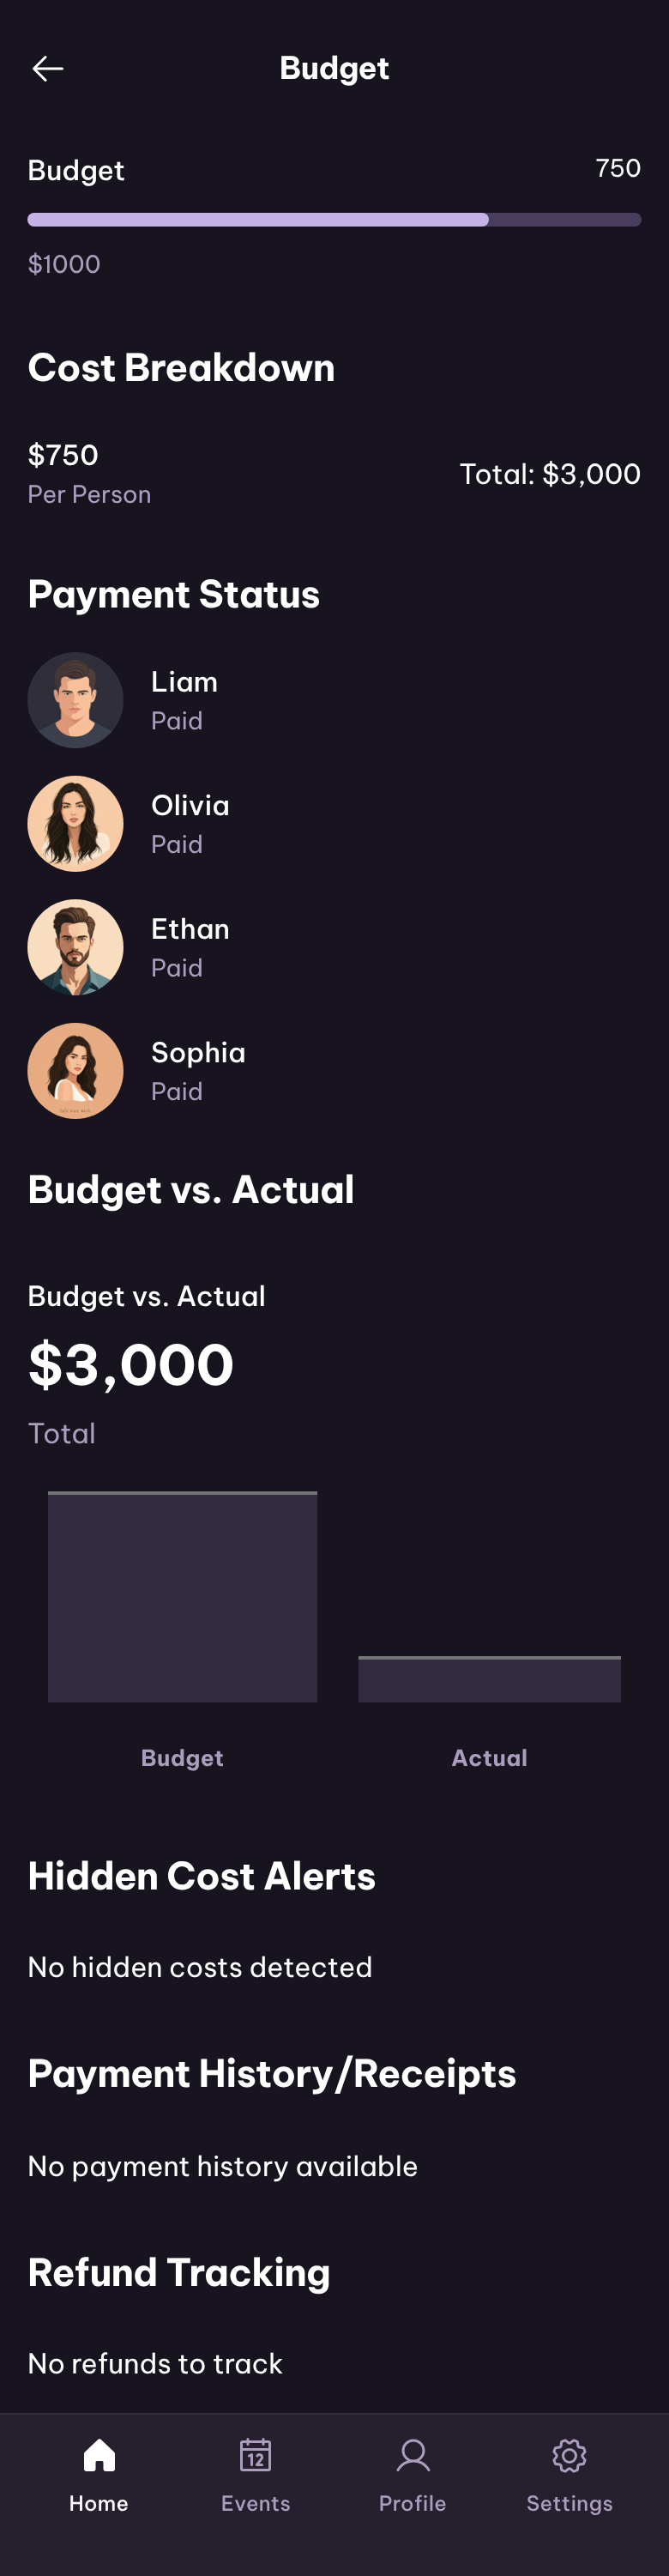 Budget
Budget
750
$1000
Cost Breakdown
$750
Per Person
Total: $3,000
Payment Status
Liam
Paid
Olivia
Paid
Ethan
Paid
Sophia
Paid
Budget vs. Actual
Budget vs. Actual
$3,000
Total
Budget
Actual
Hidden Cost Alerts
No hidden costs detected
Payment History/Receipts
No payment history available
Refund Tracking
No refunds to track
12
Home
Events
Profile
Settings